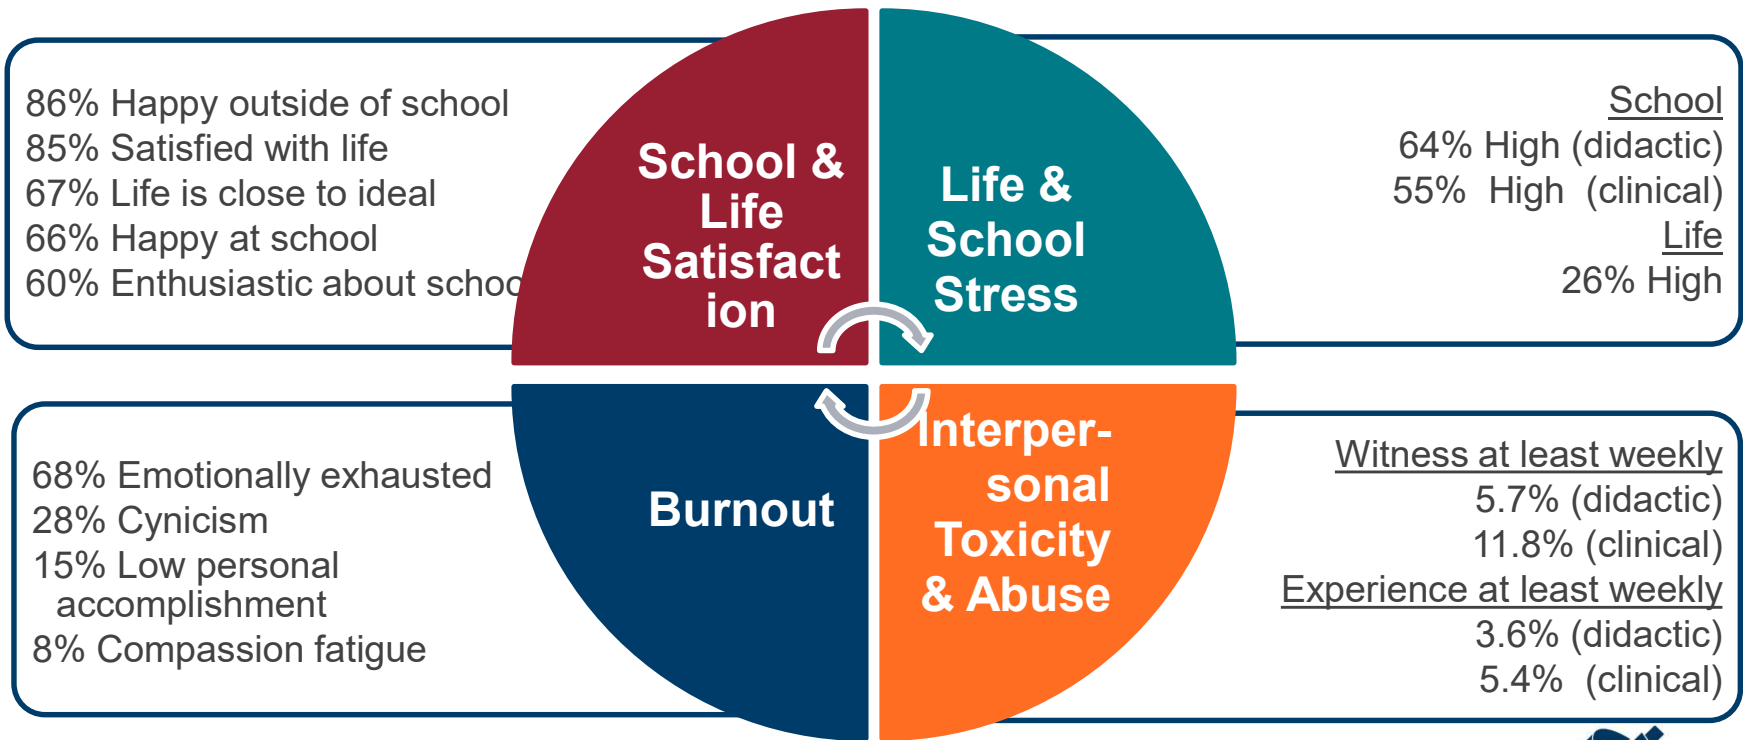 86% Happy outside of school
85% Satisfied with life
67% Life is close to ideal
66% Happy at school
60% Enthusiastic about schoo
School &
Life
Satisfact
ion
Life &
School
Stress
School
64% High (didactic)
55% High (clinical)
Life
26% High
68% Emotionally exhausted
28% Cynicism
15% Low personal
accomplishment
8% Compassion fatigue
Burnout
Interper-
sonal
Toxicity
& Abuse
Witness at least weekly
5.7% (didactic)
11.8% (clinical)
Experience at least weekly
3.6% (didactic)
5.4% (clinical)